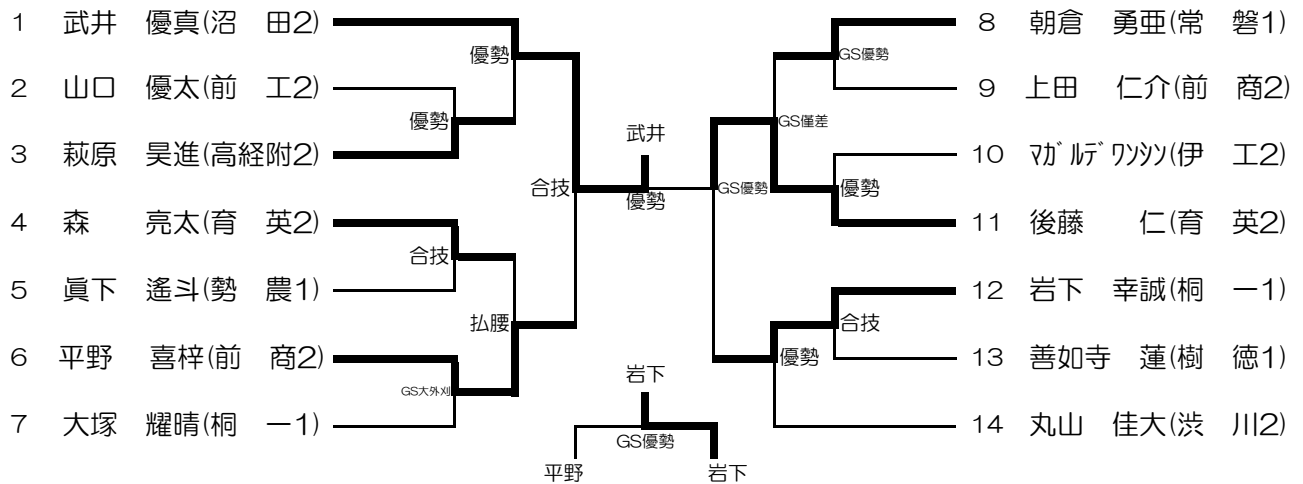 1 武井 優真(沼 田2)
2 山口 優太(前 工2)
3 萩原 昊進(高経附2)
4 森 亮太(育 英2)
5 眞下 遙斗(勢 農1)
6 平野 喜梓(前 商2)
7 大塚 耀晴(桐 一1)
優勢
優勢
合技
合技
払腰
GS大外刈
武井
優勢
岩下
GS優勢
平野
岩下
GS優勢
GS僅差
GS優勢
優勢
合技
優勢
8 朝倉 勇亜(常 磐1)
9 上田 仁介(前 商2)
10 マガルデワンシン(伊 工2)
11 後藤 仁(育 英2)
12 岩下 幸誠(桐 一1)
13 善如寺 蓮(樹 徳1)
14 丸山 佳大(渋 川2)